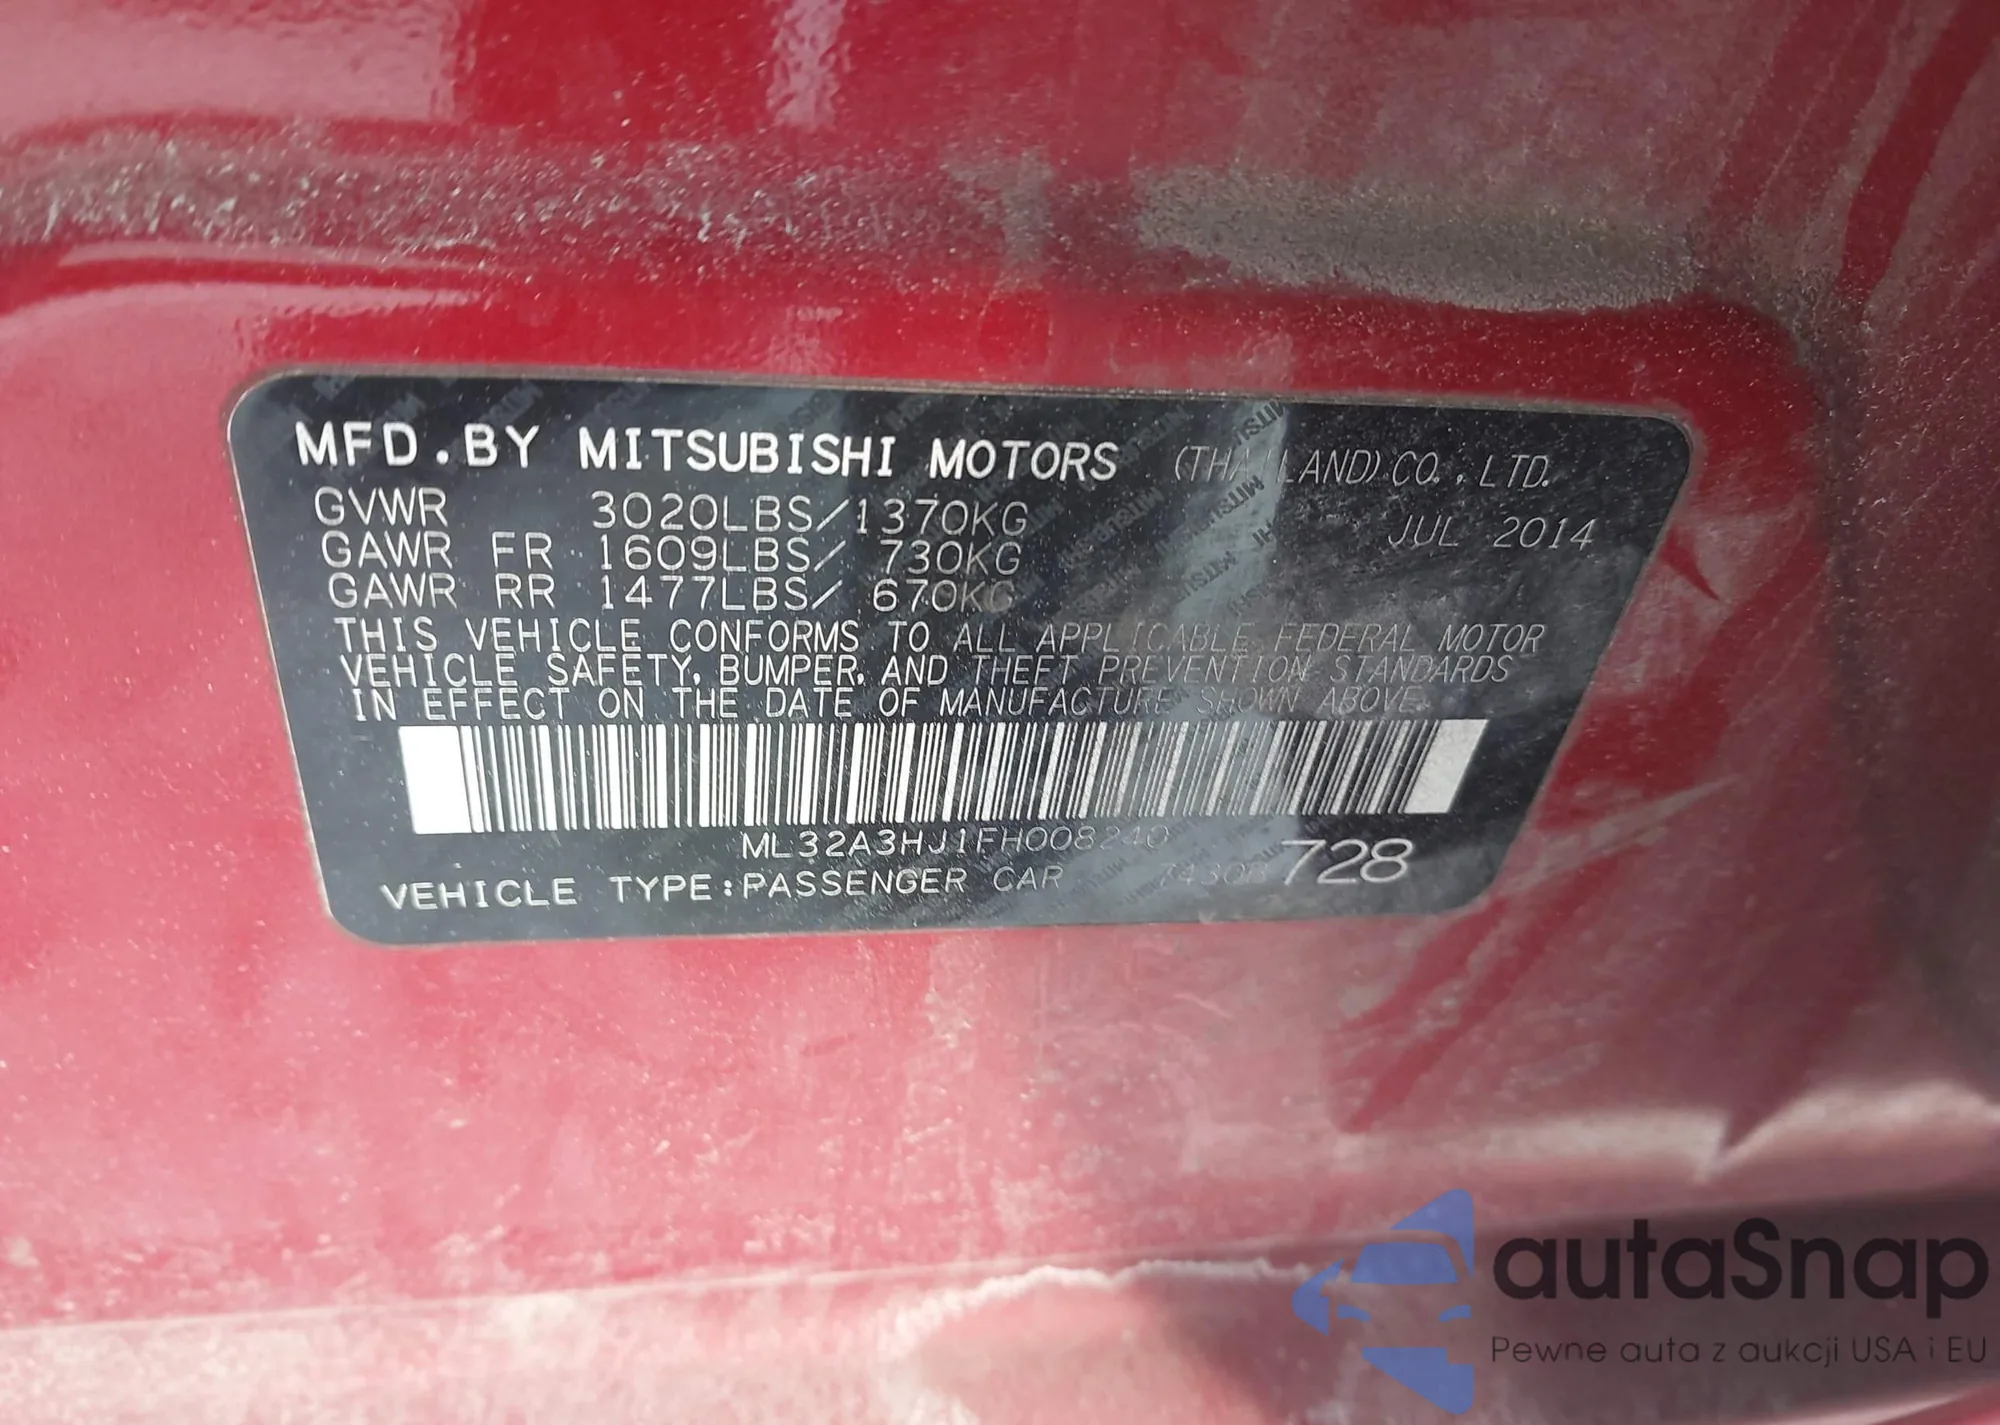 MFD.BY MITSUBISHI MOTORS (THAILAND)CO.,LTD.
GVWR 3020LBS/1370KG
JUL 2014
GAWR FR 1609LBS/ 730KG
GAWR RR 1477LBS/ 670KG
THIS VEHICLE CONFORMS TO ALL APPLICABLE FEDERAL MOTOR
VEHICLE SAFETY, BUMPER, AND THEFT PREVENTION STANDARDS
IN EFFECT ON THE DATE OF MANUFACTURE SHOWN ABOVE.
ML32A3HJ1FH008240
VEHICLE TYPE:PASSENGER CAR 728
autaSnap
Pewne auta z aukcji USA i EU